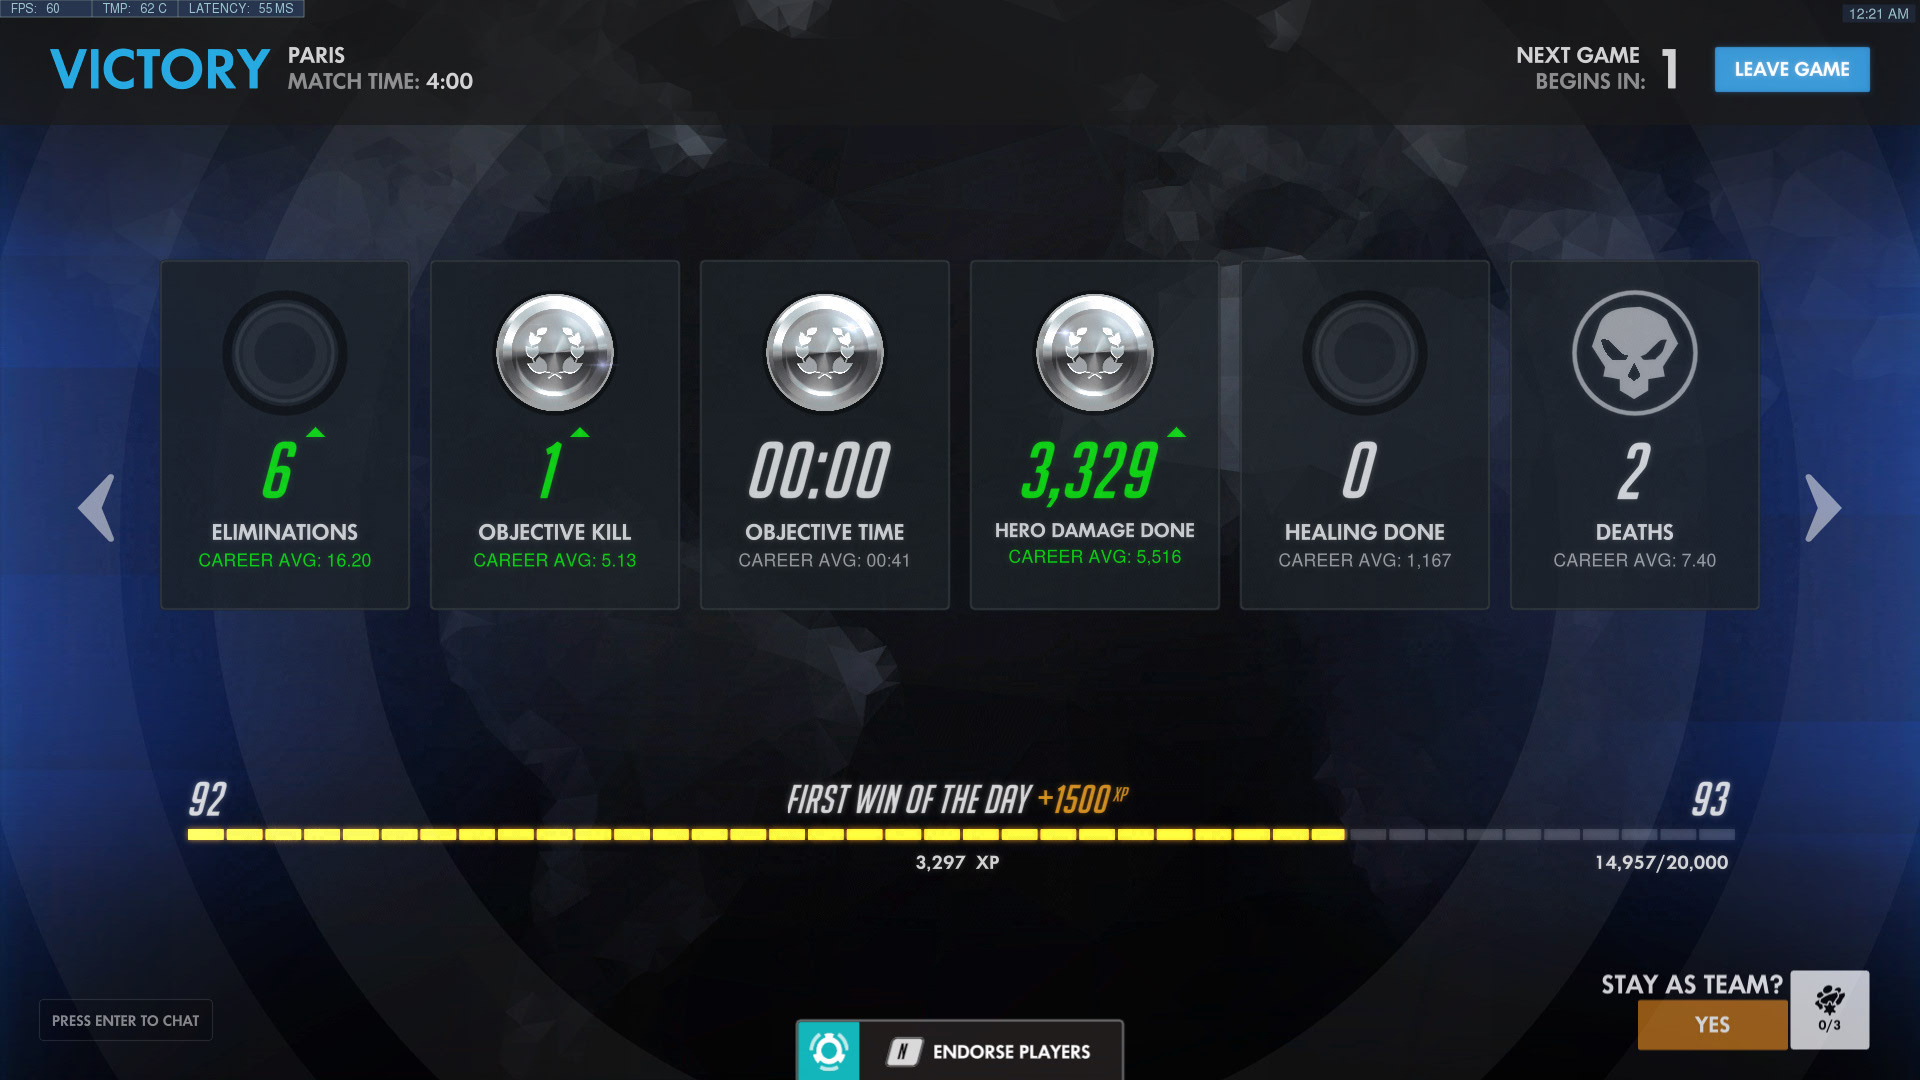 FPS: 60 TMP: 62 C LATENCY: 55 MS
12:21 AM
VICTORY
PARIS
MATCH TIME: 4:00
NEXT GAME
BEGINS IN: 1
LEAVE GAME
6
ELIMINATIONS
CAREER AVG: 16.20
1
OBJECTIVE KILL
CAREER AVG: 5.13
00:00
OBJECTIVE TIME
CAREER AVG: 00:41
3,329
HERO DAMAGE DONE
CAREER AVG: 5,516
0
HEALING DONE
CAREER AVG: 1,167
2
DEATHS
CAREER AVG: 7.40
92
FIRST WIN OF THE DAY +1500 XP
93
3,297 XP
14,957/20,000
STAY AS TEAM?
YES
0/3
PRESS ENTER TO CHAT
N ENDORSE PLAYERS